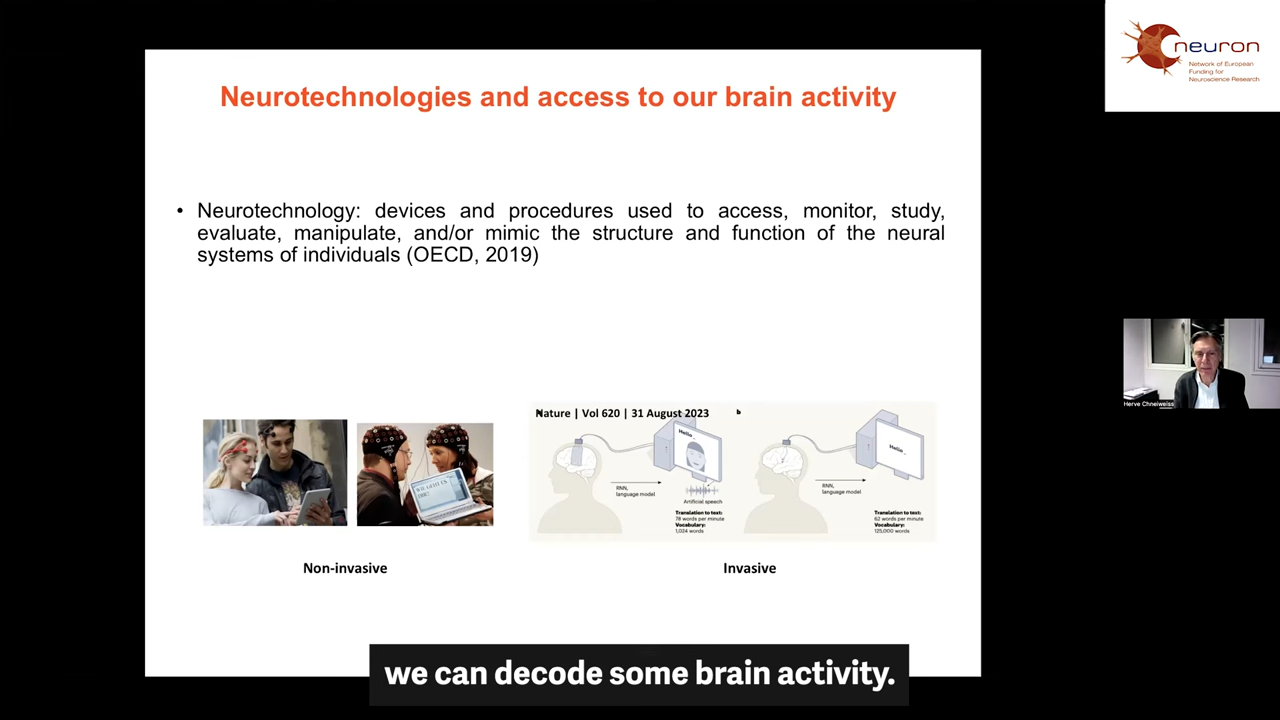 neuron
Network of European
Funding for
Neuroscience Research
Neurotechnologies and access to our brain activity
• Neurotechnology: devices and procedures used to access, monitor, study,
evaluate, manipulate, and/or mimic the structure and function of the neural
systems of individuals (OECD, 2019)
Nature | Vol 620 | 31 August 2023
b
Hello
Hello
RNN,
language model
Artificial speech
Translation to text:
78 words per minute
Vocabulary:
1,024 words
RNN,
language model
Translation to text:
62 words per minute
Vocabulary:
125,000 words
Non-invasive
Invasive
Herve Chneiweiss
we can decode some brain activity.